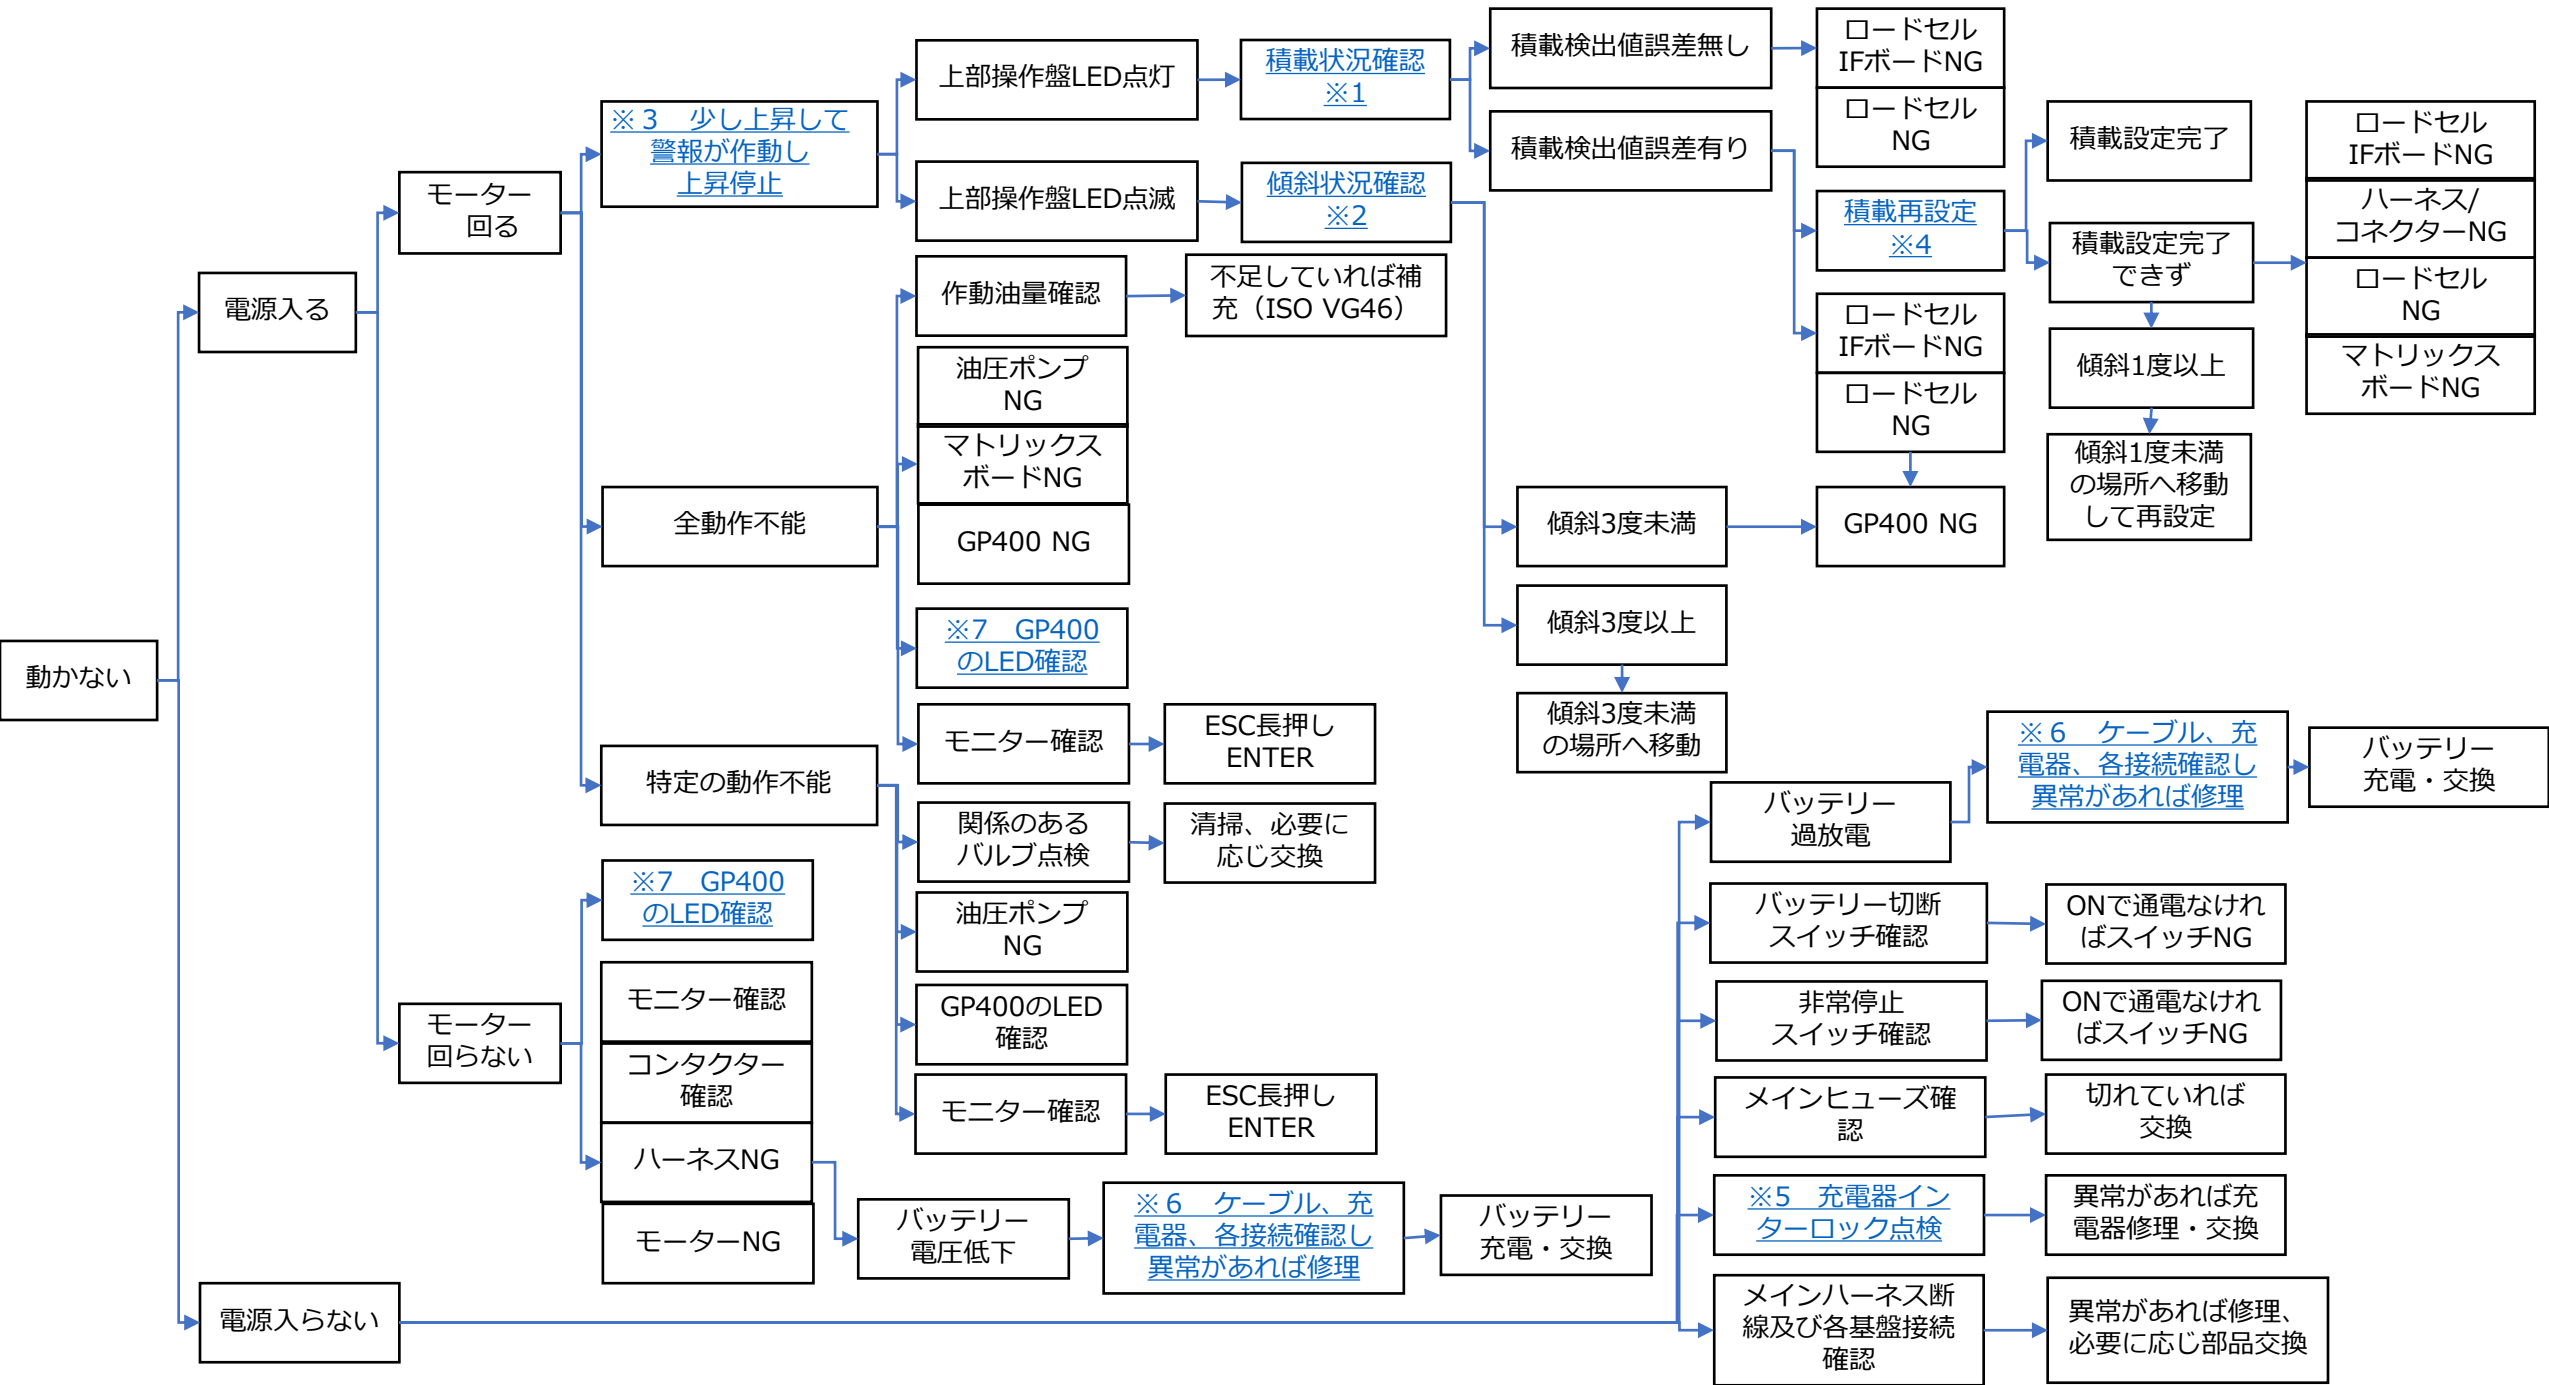 動かない
電源入る
電源入らない
モーター
回る
モーター
回らない
※３　少し上昇して
警報が作動し
上昇停止
全動作不能
特定の動作不能
※7　GP400
のLED確認
モニター確認
コンタクター
確認
ハーネスNG
モーターNG
上部操作盤LED点灯
上部操作盤LED点滅
作動油量確認
不足していれば補
充（ISO VG46）
油圧ポンプ
NG
マトリックス
ボードNG
GP400 NG
※7　GP400
のLED確認
モニター確認
ESC長押し
ENTER
関係のある
バルブ点検
清掃、必要に
応じ交換
油圧ポンプ
NG
GP400のLED
確認
モニター確認
ESC長押し
ENTER
バッテリー
電圧低下
※６　ケーブル、充
電器、各接続確認し
異常があれば修理
バッテリー
充電・交換
積載状況確認
※1
傾斜状況確認
※2
積載検出値誤差無し
積載検出値誤差有り
ロードセル
IFボードNG
ロードセル
NG
積載再設定
※4
ロードセル
IFボードNG
ロードセル
NG
GP400 NG
積載設定完了
積載設定完了
できず
傾斜1度以上
傾斜1度未満
の場所へ移動
して再設定
ロードセル
IFボードNG
ハーネス/
コネクターNG
ロードセル
NG
マトリックス
ボードNG
傾斜3度未満
傾斜3度以上
傾斜3度未満
の場所へ移動
バッテリー
過放電
※６　ケーブル、充
電器、各接続確認し
異常があれば修理
バッテリー
充電・交換
バッテリー切断
スイッチ確認
ONで通電なけれ
ばスイッチNG
非常停止
スイッチ確認
ONで通電なけれ
ばスイッチNG
メインヒューズ確
認
切れていれば
交換
※5　充電器イン
ターロック点検
異常があれば充
電器修理・交換
メインハーネス断
線及び各基盤接続
確認
異常があれば修理、
必要に応じ部品交換